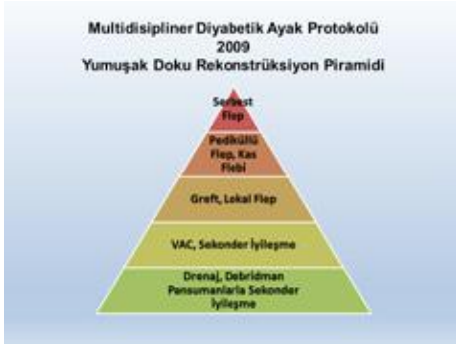 Multidisipliner Diyabetik Ayak Protokolü
2009
Yumuşak Doku Rekonstrüksiyon Piramidi
Serbest
Flep
Pediküllü
Flep, Kas
Flebi
Greft, Lokal Flep
VAC, Sekonder İyileşme
Drenaj, Debridman
Pansumanlarla Sekonder
İyileşme